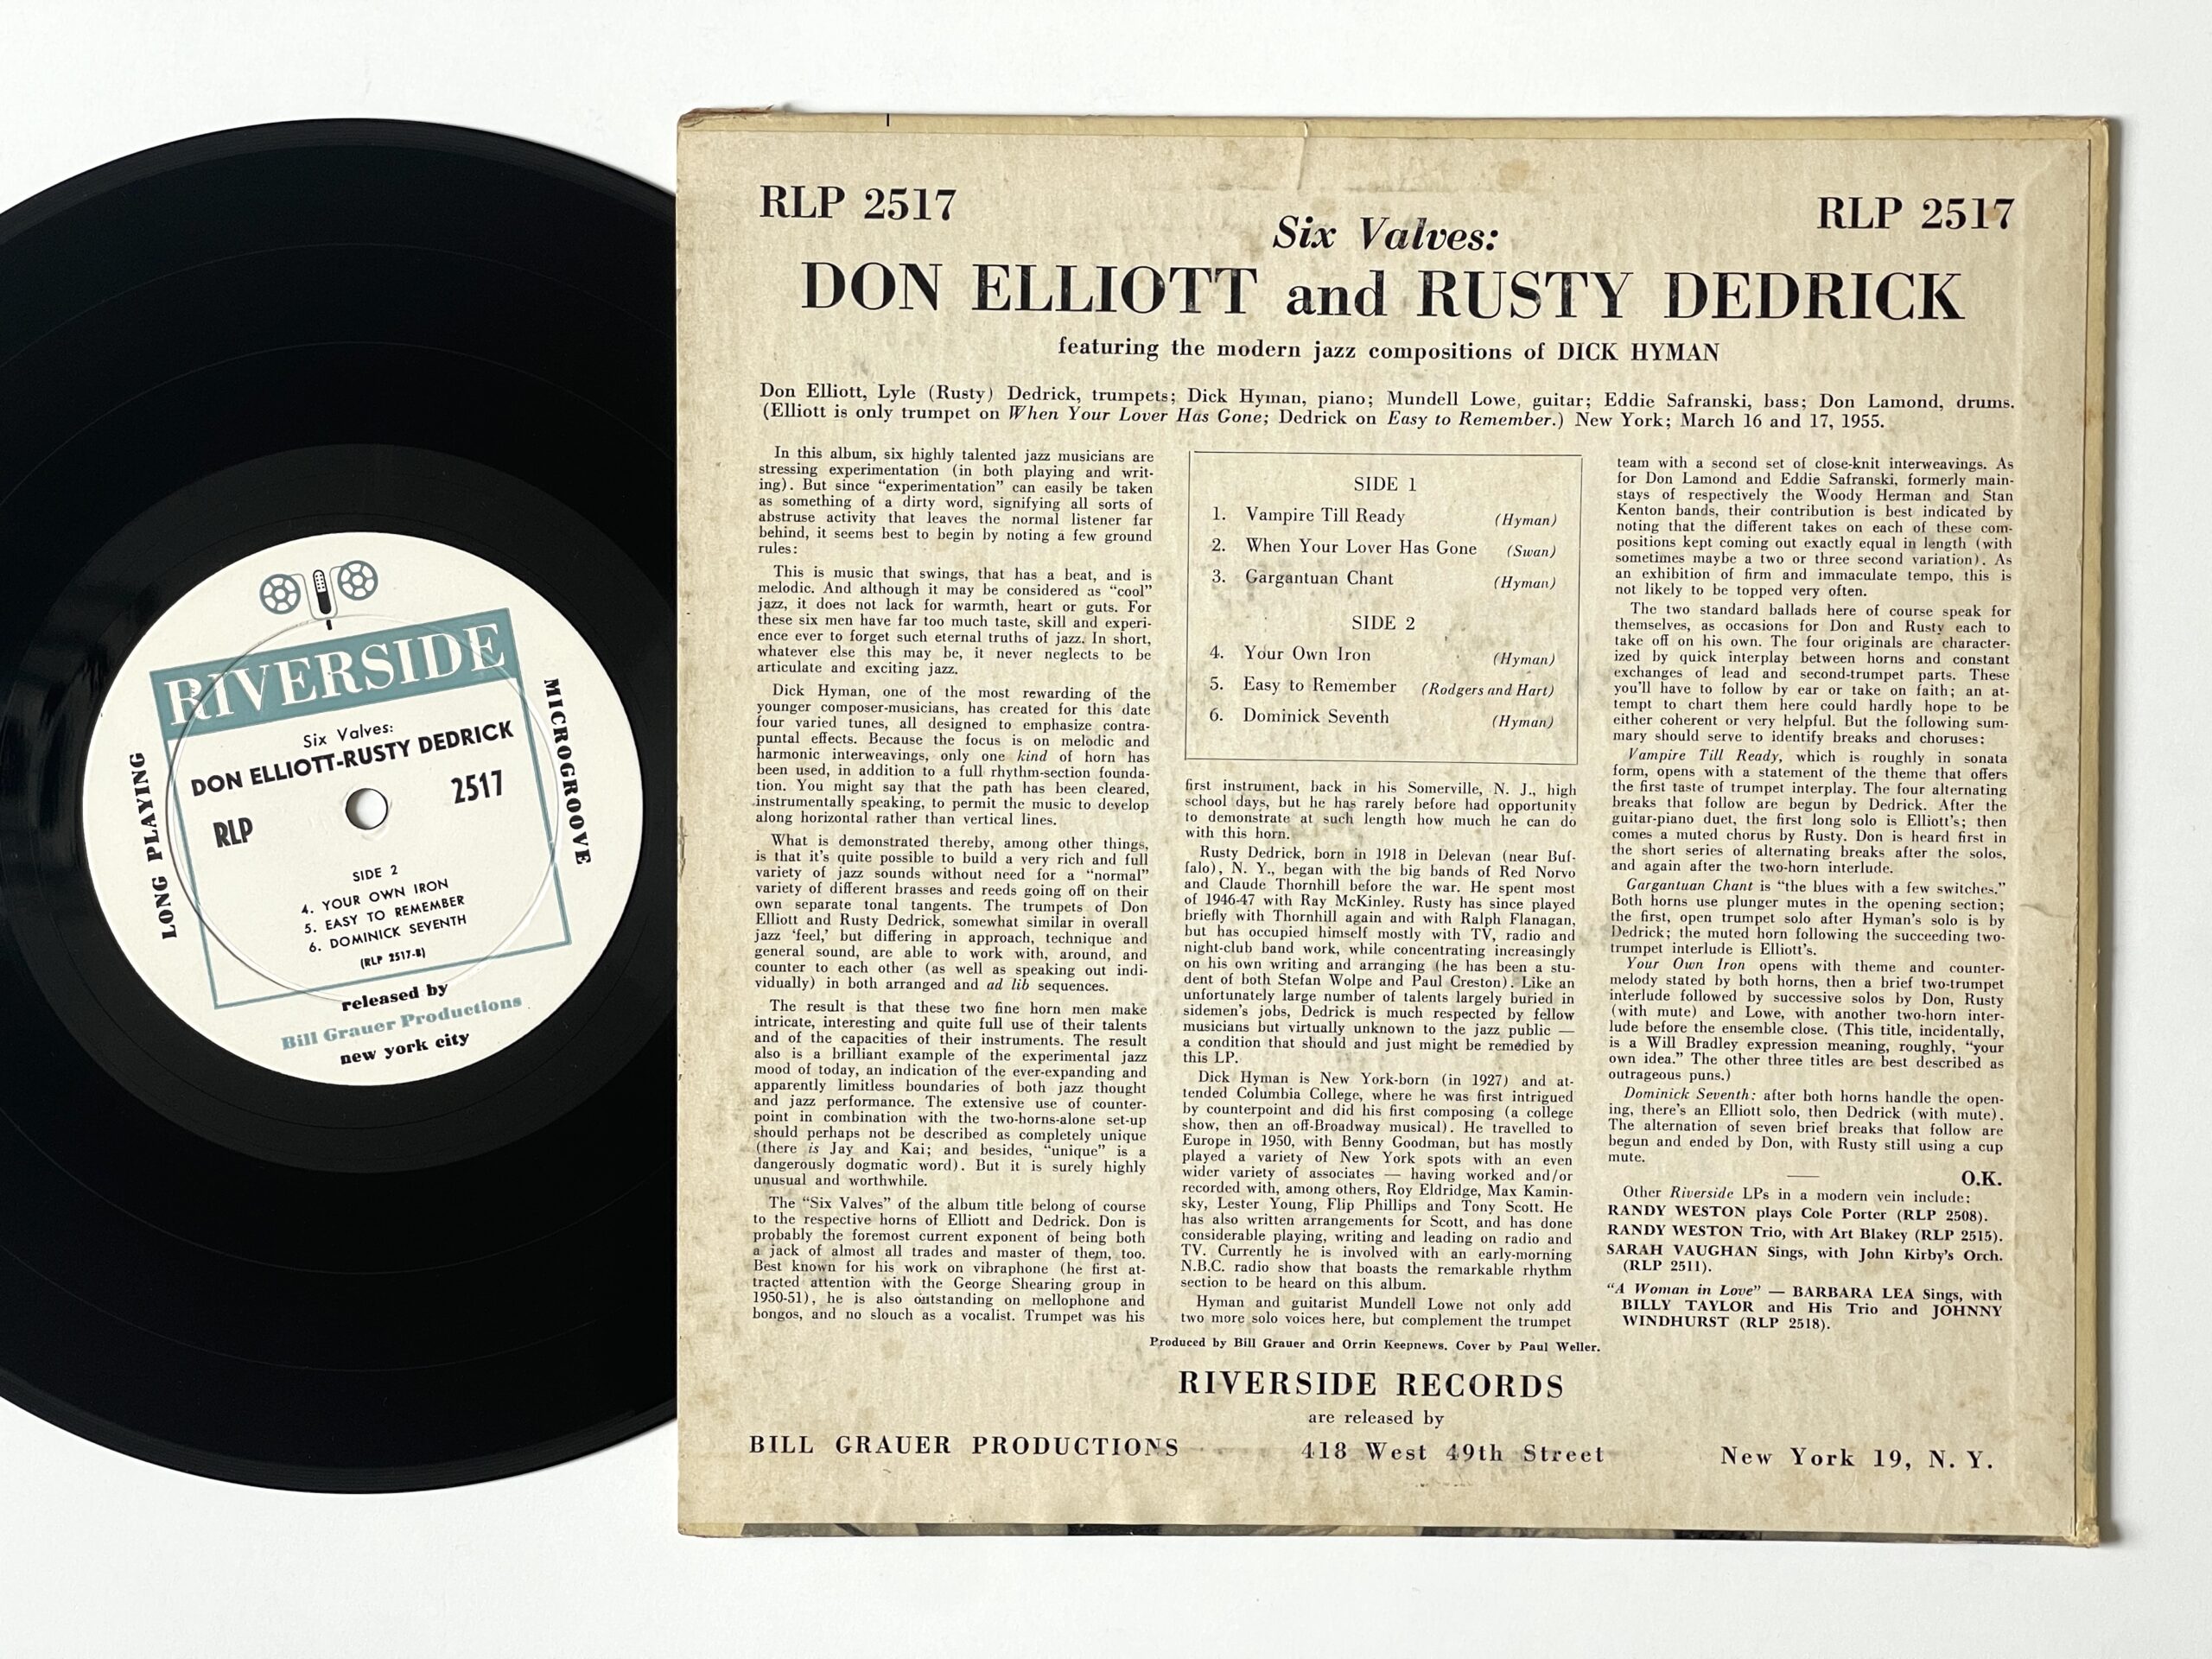 RIVERSIDE
Six Valves:
DON ELLIOTT-RUSTY DEDRICK
RLP
2517
SIDE 2
4. YOUR OWN IRON
5. EASY TO REMEMBER
6. DOMINICK SEVENTH
(RLP 2517-B)
released by
Bill Grauer Productions
new york city
LONG PLAYING
MICROGROOVE
RLP 2517
RLP 2517
Six Valves:
DON ELLIOTT and RUSTY DEDRICK
featuring the modern jazz compositions of DICK HYMAN
Don Elliott, Lyle (Rusty) Dedrick, trumpets; Dick Hyman, piano; Mundell Lowe, guitar; Eddie Safranski, bass; Don Lamond, drums.
(Elliott is only trumpet on When Your Lover Has Gone; Dedrick on Easy to Remember.) New York; March 16 and 17, 1955.
In this album, six highly talented jazz musicians are
stressing experimentation (in both playing and writ-
ing). But since “experimentation” can easily be taken
as something of a dirty word, signifying all sorts of
abstruse activity that leaves the normal listener far
behind, it seems best to begin by noting a few ground
rules:
This is music that swings, that has a beat, and is
melodic. And although it may be considered as “cool”
jazz, it does not lack for warmth, heart or guts. For
these six men have far too much taste, skill and experi-
ence ever to forget such eternal truths of jazz. In short,
whatever else this may be, it never neglects to be
articulate and exciting jazz.
Dick Hyman, one of the most rewarding of the
younger composer-musicians, has created for this date
four varied tunes, all designed to emphasize contra-
puntal effects. Because the focus is on melodic and
harmonic interweavings, only one kind of horn has
been used, in addition to a full rhythm-section founda-
tion. You might say that the path has been cleared,
instrumentally speaking, to permit the music to develop
along horizontal rather than vertical lines.
What is demonstrated thereby, among other things,
is that it's quite possible to build a very rich and full
variety of jazz sounds without need for a “normal”
variety of different brasses and reeds going off on their
own separate tonal tangents. The trumpets of Don
Elliott and Rusty Dedrick, somewhat similar in overall
jazz ‘feel,’ but differing in approach, technique and
general sound, are able to work with, around, and
counter to each other (as well as speaking out indi-
vidually) in both arranged and ad lib sequences.
The result is that these two fine horn men make
intricate, interesting and quite full use of their talents
and of the capacities of their instruments. The result
also is a brilliant example of the experimental jazz
mood of today, an indication of the ever-expanding and
apparently limitless boundaries of both jazz thought
and jazz performance. The extensive use of counter-
point in combination with the two-horns-alone set-up
should perhaps not be described as completely unique
(there is Jay and Kai; and besides, “unique” is a
dangerously dogmatic word). But it is surely highly
unusual and worthwhile.
The “Six Valves” of the album title belong of course
to the respective horns of Elliott and Dedrick. Don is
probably the foremost current exponent of being both
a jack of almost all trades and master of them, too.
Best known for his work on vibraphone (he first at-
tracted attention with the George Shearing group in
1950-51), he is also outstanding on mellophone and
bongos, and no slouch as a vocalist. Trumpet was his
SIDE 1
1. Vampire Till Ready (Hyman)
2. When Your Lover Has Gone (Swan)
3. Gargantuan Chant (Hyman)
SIDE 2
4. Your Own Iron (Hyman)
5. Easy to Remember (Rodgers and Hart)
6. Dominick Seventh (Hyman)
first instrument, back in his Somerville, N. J., high
school days, but he has rarely before had opportunity
to demonstrate at such length how much he can do
with this horn.
Rusty Dedrick, born in 1918 in Delevan (near Buf-
falo), N. Y., began with the big bands of Red Norvo
and Claude Thornhill before the war. He spent most
of 1946-47 with Ray McKinley. Rusty has since played
briefly with Thornhill again and with Ralph Flanagan,
but has occupied himself mostly with TV, radio and
night-club band work, while concentrating increasingly
on his own writing and arranging (he has been a stu-
dent of both Stefan Wolpe and Paul Creston). Like an
unfortunately large number of talents largely buried in
sidemen's jobs, Dedrick is much respected by fellow
musicians but virtually unknown to the jazz public —
a condition that should and just might be remedied by
this LP.
Dick Hyman is New York-born (in 1927) and at-
tended Columbia College, where he was first intrigued
by counterpoint and did his first composing (a college
show, then an off-Broadway musical). He travelled to
Europe in 1950, with Benny Goodman, but has mostly
played a variety of New York spots with an even
wider variety of associates — having worked and/or
recorded with, among others, Roy Eldridge, Max Kamin-
sky, Lester Young, Flip Phillips and Tony Scott. He
has also written arrangements for Scott, and has done
considerable playing, writing and leading on radio and
TV. Currently he is involved with an early-morning
N.B.C. radio show that boasts the remarkable rhythm
section to be heard on this album.
Hyman and guitarist Mundell Lowe not only add
two more solo voices here, but complement the trumpet
team with a second set of close-knit interweavings. As
for Don Lamond and Eddie Safranski, formerly main-
stays of respectively the Woody Herman and Stan
Kenton bands, their contribution is best indicated by
noting that the different takes on each of these com-
positions kept coming out exactly equal in length (with
sometimes maybe a two or three second variation). As
an exhibition of firm and immaculate tempo, this is
not likely to be topped very often.
The two standard ballads here of course speak for
themselves, as occasions for Don and Rusty each to
take off on his own. The four originals are character-
ized by quick interplay between horns and constant
exchanges of lead and second-trumpet parts. These
you'll have to follow by ear or take on faith; an at-
tempt to chart them here could hardly hope to be
either coherent or very helpful. But the following sum-
mary should serve to identify breaks and choruses:
Vampire Till Ready, which is roughly in sonata
form, opens with a statement of the theme that offers
the first taste of trumpet interplay. The four alternating
breaks that follow are begun by Dedrick. After the
guitar-piano duet, the first long solo is Elliott's; then
comes a muted chorus by Rusty. Don is heard first in
the short series of alternating breaks after the solos,
and again after the two-horn interlude.
Gargantuan Chant is “the blues with a few switches.”
Both horns use plunger mutes in the opening section;
the first, open trumpet solo after Hyman's solo is by
Dedrick; the muted horn following the succeeding two-
trumpet interlude is Elliott's.
Your Own Iron opens with theme and counter-
melody stated by both horns, then a brief two-trumpet
interlude followed by successive solos by Don, Rusty
(with mute) and Lowe, with another two-horn inter-
lude before the ensemble close. (This title, incidentally,
is a Will Bradley expression meaning, roughly, “your
own idea.” The other three titles are best described as
outrageous puns.)
Dominick Seventh: after both horns handle the open-
ing, there's an Elliott solo, then Dedrick (with mute).
The alternation of seven brief breaks that follow are
begun and ended by Don, with Rusty still using a cup
mute.
O.K.
Other Riverside LPs in a modern vein include:
RANDY WESTON plays Cole Porter (RLP 2508).
RANDY WESTON Trio, with Art Blakey (RLP 2515).
SARAH VAUGHAN Sings, with John Kirby's Orch.
(RLP 2511).
“A Woman in Love” — BARBARA LEA Sings, with
BILLY TAYLOR and His Trio and JOHNNY
WINDHURST (RLP 2518).
Produced by Bill Grauer and Orrin Keepnews. Cover by Paul Weller.
RIVERSIDE RECORDS
are released by
BILL GRAUER PRODUCTIONS 418 West 49th Street New York 19, N. Y.